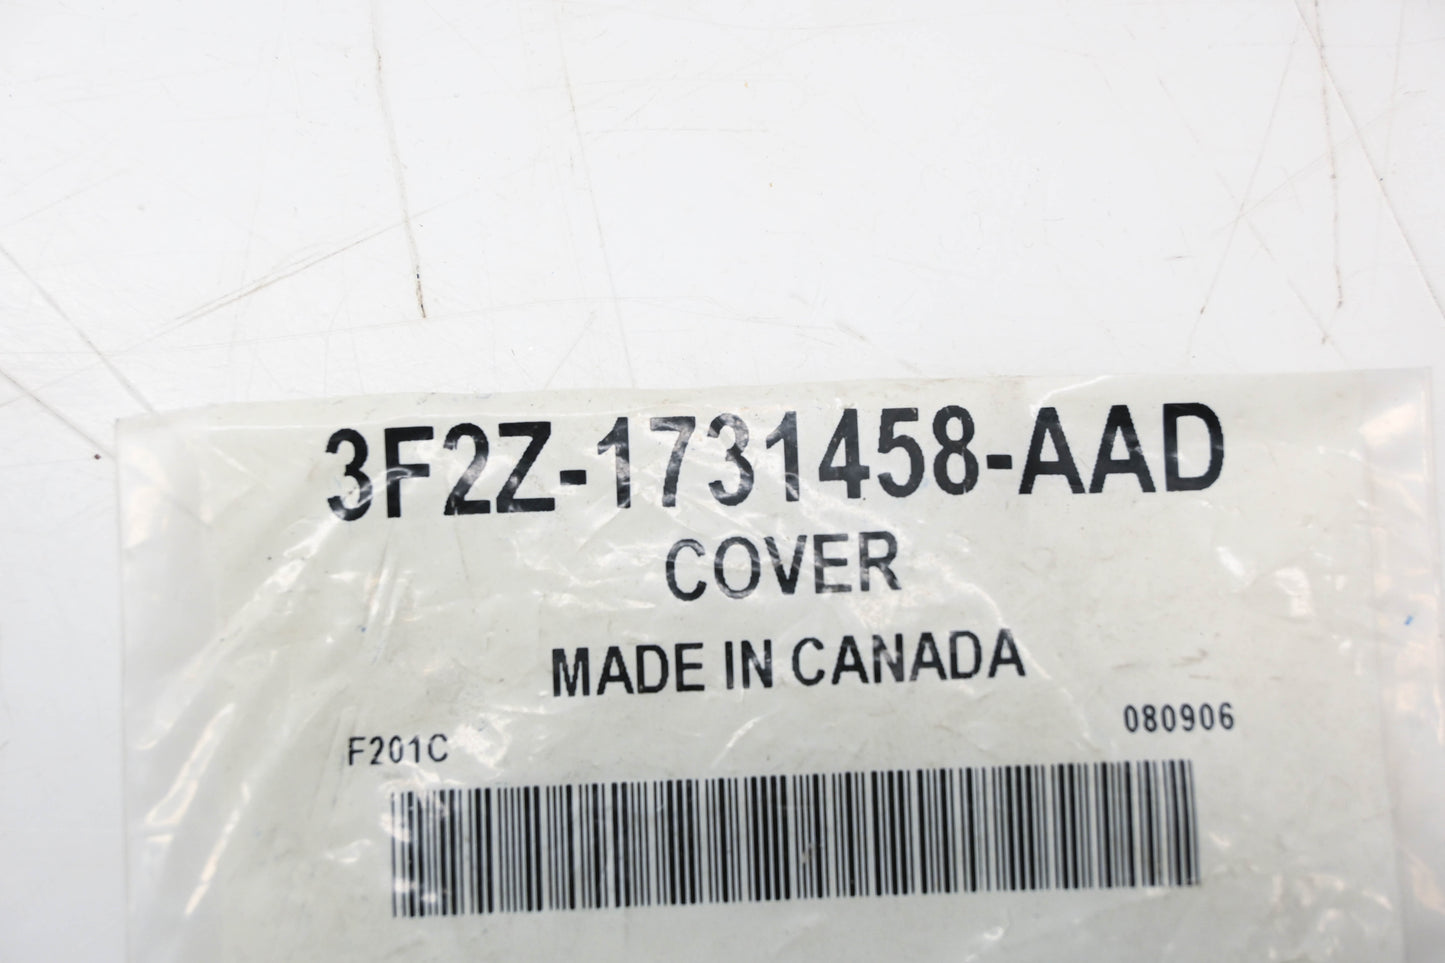 3F2Z-1731458-AAD
COVER
MADE IN CANADA
F201C 080906